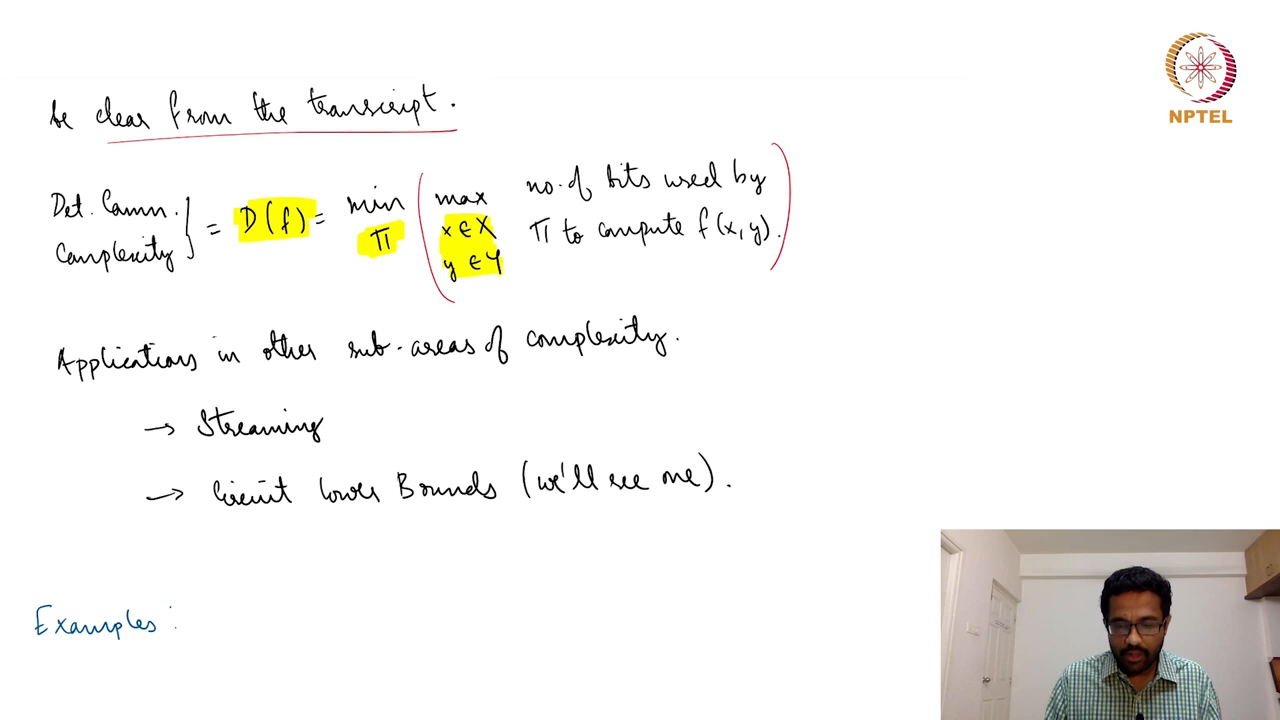 be clear from the transcript.
NPTEL
Det. Comm. Complexity } = D(f) = min Π ( max x ∈ X y ∈ Y no. of bits used by Π to compute f(x, y). )
Applications in other sub-areas of complexity.
→ Streaming
→ Circuit Lower Bounds (we'll see one).
Examples: